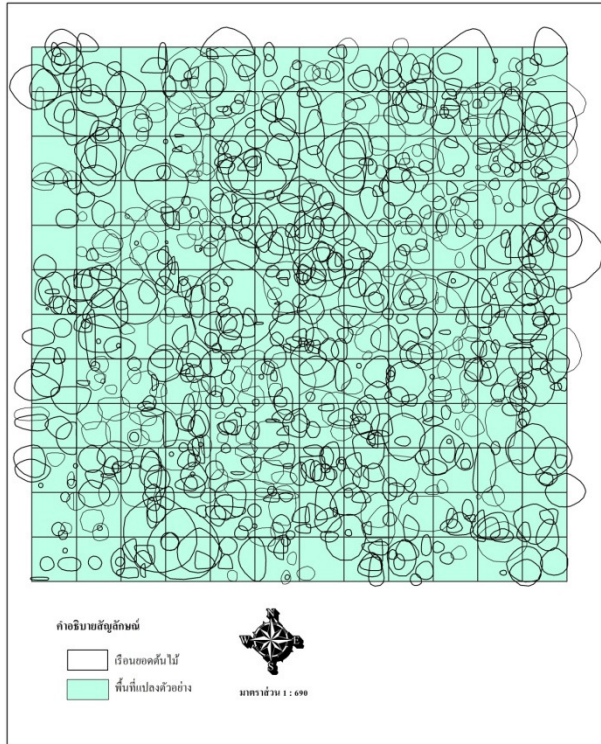 คำอธิบายสัญลักษณ์
เรือนยอดต้นไม้
พื้นที่แปลงตัวอย่าง
มาตราส่วน 1 : 690